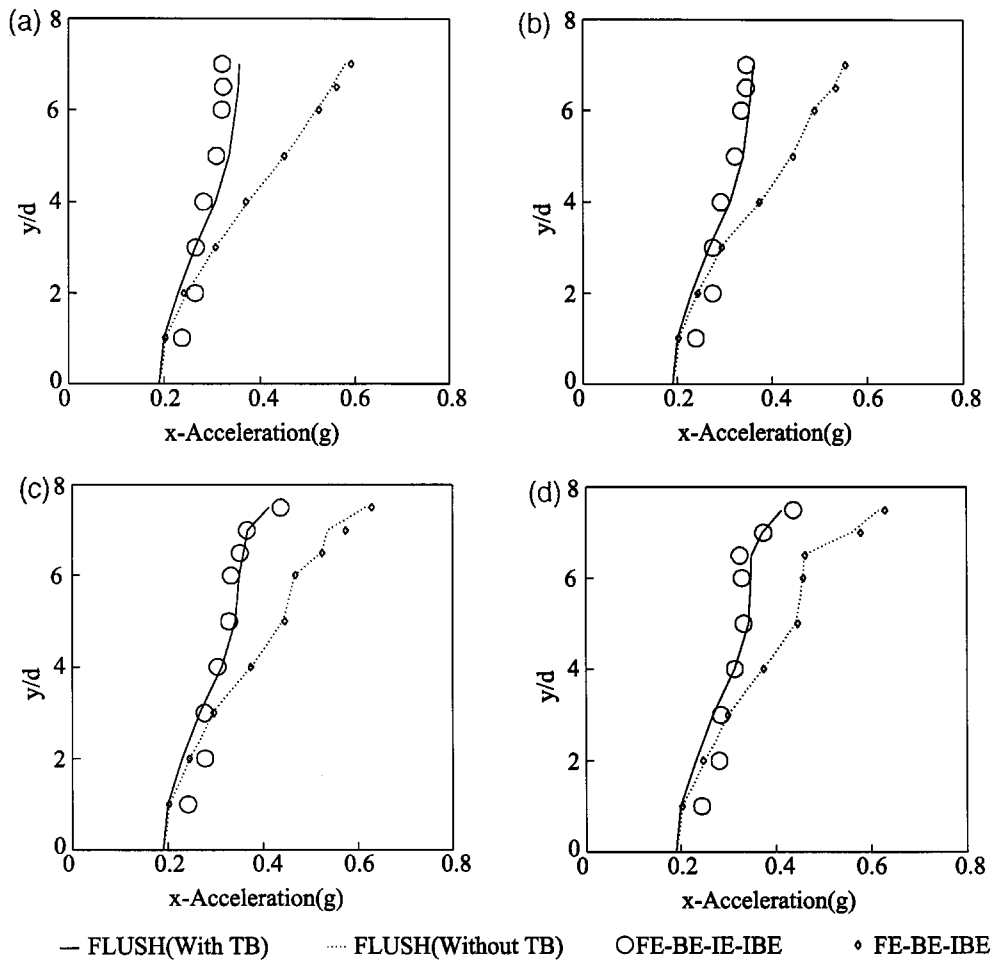 (a)
8
6
y/d
4
2
0
0 0.2 0.4 0.6 0.8
x-Acceleration(g)
(b)
8
6
y/d
4
2
0
0 0.2 0.4 0.6 0.8
x-Acceleration(g)
(c)
8
6
y/d
4
2
0
0 0.2 0.4 0.6 0.8
x-Acceleration(g)
(d)
8
6
y/d
4
2
0
0 0.2 0.4 0.6 0.8
x-Acceleration(g)
FLUSH(With TB) FLUSH(Without TB) FE-BE-IE-IBE FE-BE-IBE